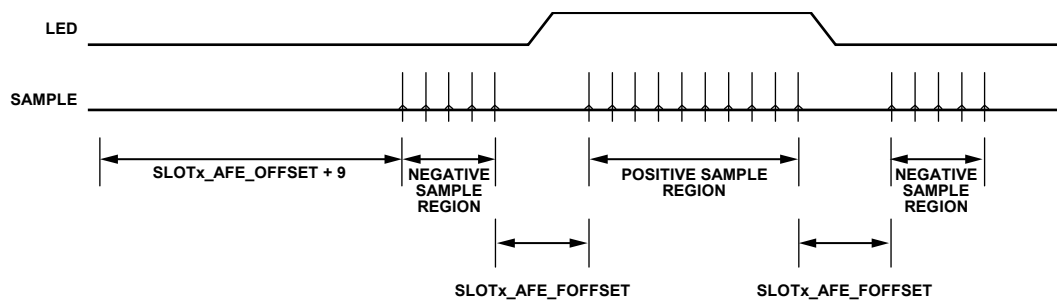 LED
SAMPLE
SLOTx_AFE_OFFSET + 9
NEGATIVE
SAMPLE
REGION
POSITIVE SAMPLE
REGION
NEGATIVE
SAMPLE
REGION
SLOTx_AFE_FOFFSET
SLOTx_AFE_FOFFSET